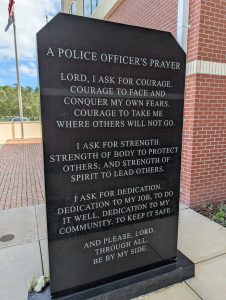 A POLICE OFFICER'S PRAYER
LORD, I ASK FOR COURAGE.
COURAGE TO FACE AND
CONQUER MY OWN FEARS.
COURAGE TO TAKE ME
WHERE OTHERS WILL NOT GO.
I ASK FOR STRENGTH.
STRENGTH OF BODY TO PROTECT
OTHERS; AND STRENGTH OF
SPIRIT TO LEAD OTHERS.
I ASK FOR DEDICATION.
DEDICATION TO MY JOB, TO DO
IT WELL, DEDICATION TO MY
COMMUNITY, TO KEEP IT SAFE.
AND PLEASE, LORD,
THROUGH ALL,
BE BY MY SIDE.